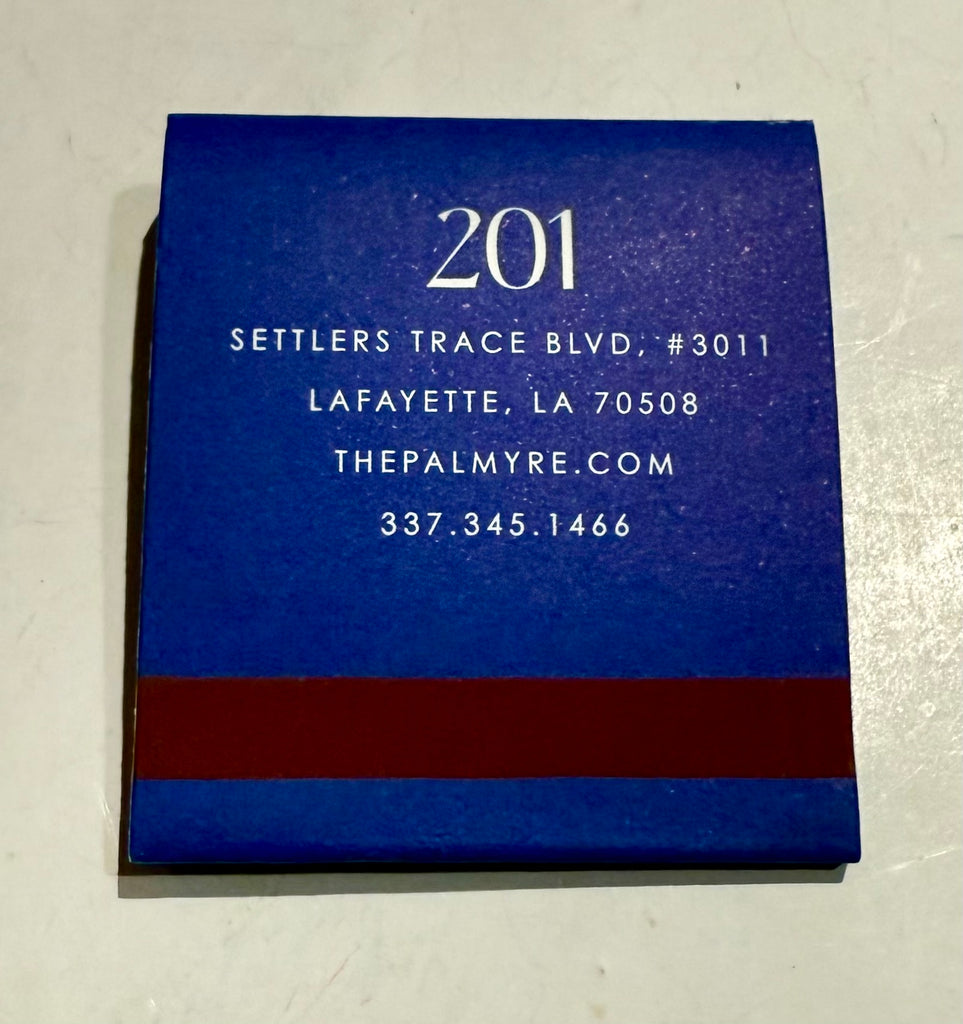 201
SETTLERS TRACE BLVD, #3011
LAFAYETTE, LA 70508
THEPALMYRE.COM
337.345.1466